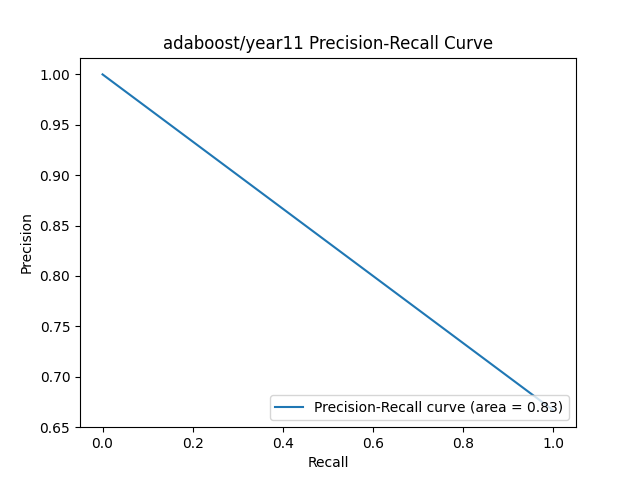 adaboost/year11 Precision-Recall Curve
1.00
0.95
0.90
0.85
0.80
0.75
0.70
0.65
Precision
Precision-Recall curve (area = 0.83)
0.0 0.2 0.4 0.6 0.8 1.0
Recall